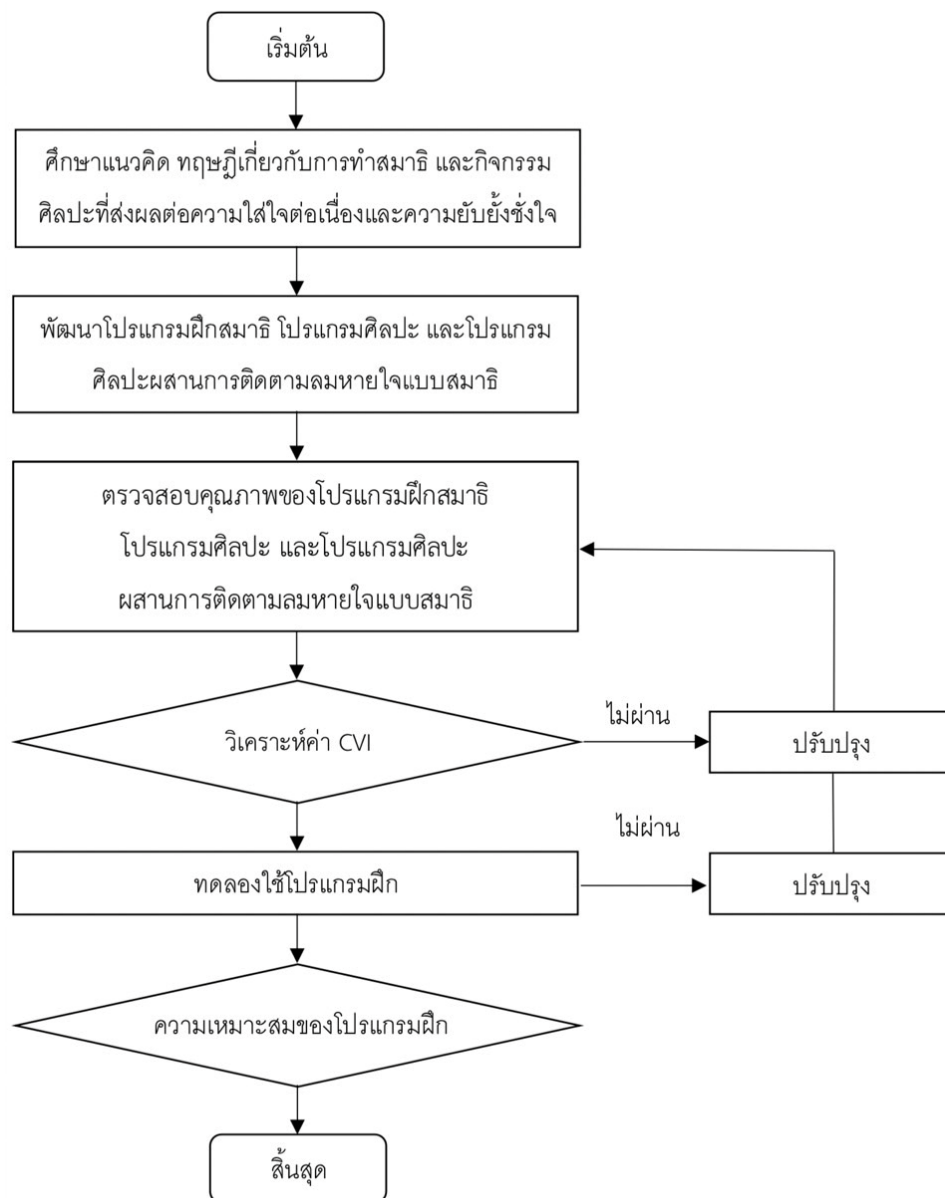 เริ่มต้น
ศึกษาแนวคิด ทฤษฎีเกี่ยวกับการทำสมาธิ และกิจกรรม
ศิลปะที่ส่งผลต่อความใส่ใจต่อเนื่องและความยับยั้งชั่งใจ
พัฒนาโปรแกรมฝึกสมาธิ โปรแกรมศิลปะ และโปรแกรม
ศิลปะผสานการติดตามลมหายใจแบบสมาธิ
ตรวจสอบคุณภาพของโปรแกรมฝึกสมาธิ
โปรแกรมศิลปะ และโปรแกรมศิลปะ
ผสานการติดตามลมหายใจแบบสมาธิ
วิเคราะห์ค่า CVI
ไม่ผ่าน
ปรับปรุง
ทดลองใช้โปรแกรมฝึก
ไม่ผ่าน
ปรับปรุง
ความเหมาะสมของโปรแกรมฝึก
สิ้นสุด